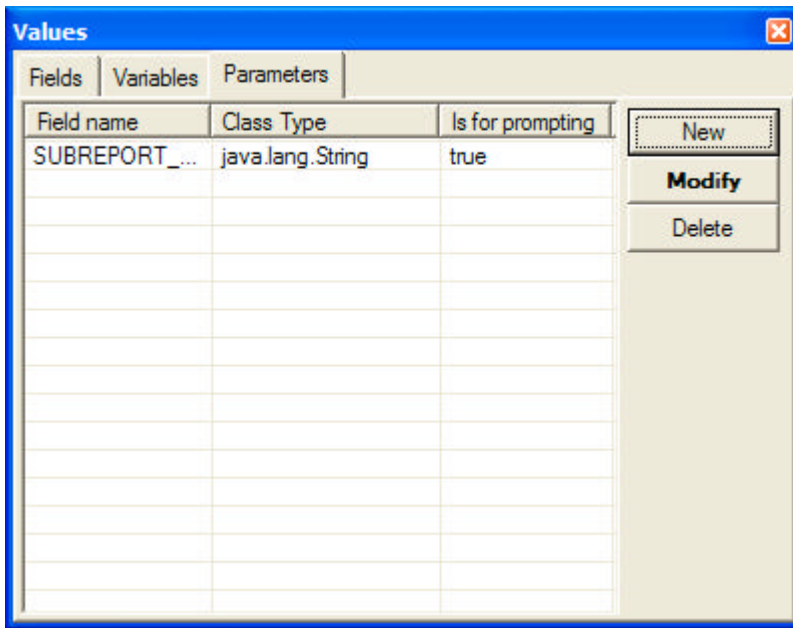 Values
Fields Variables Parameters
Field name Class Type Is for prompting
SUBREPORT_... java.lang.String true
New
Modify
Delete